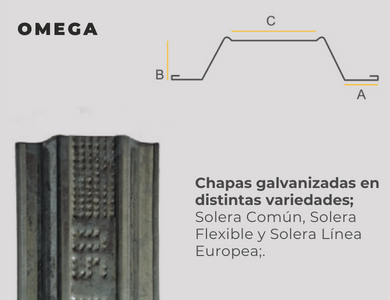 OMEGA
C
B
A
Chapas galvanizadas en
distintas variedades;
Solera Común, Solera
Flexible y Solera Línea
Europea;.